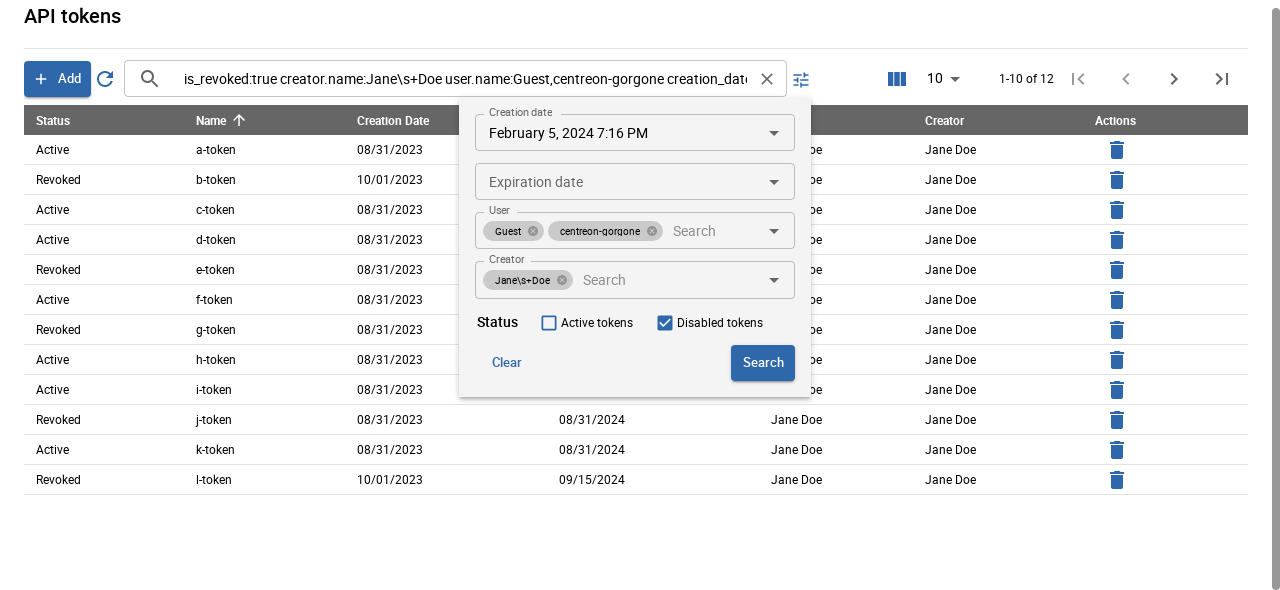 API tokens
Add
is_revoked:true creator.name:Jane\s+Doe user.name:Guest,centreon-gorgone creation_date
10
1-10 of 12
Status Name Creation Date Creator Actions
Creation date
February 5, 2024 7:16 PM
Expiration date
User
Guest centreon-gorgone Search
Creator
Jane\s+Doe Search
Status Active tokens Disabled tokens
Clear Search
Active a-token 08/31/2023 oe Jane Doe
Revoked b-token 10/01/2023 oe Jane Doe
Active c-token 08/31/2023 oe Jane Doe
Active d-token 08/31/2023 oe Jane Doe
Revoked e-token 08/31/2023 oe Jane Doe
Active f-token 08/31/2023 oe Jane Doe
Revoked g-token 08/31/2023 oe Jane Doe
Active h-token 08/31/2023 oe Jane Doe
Active i-token 08/31/2023 oe Jane Doe
Revoked j-token 08/31/2023 08/31/2024 Jane Doe Jane Doe
Active k-token 08/31/2023 08/31/2024 Jane Doe Jane Doe
Revoked l-token 10/01/2023 09/15/2024 Jane Doe Jane Doe